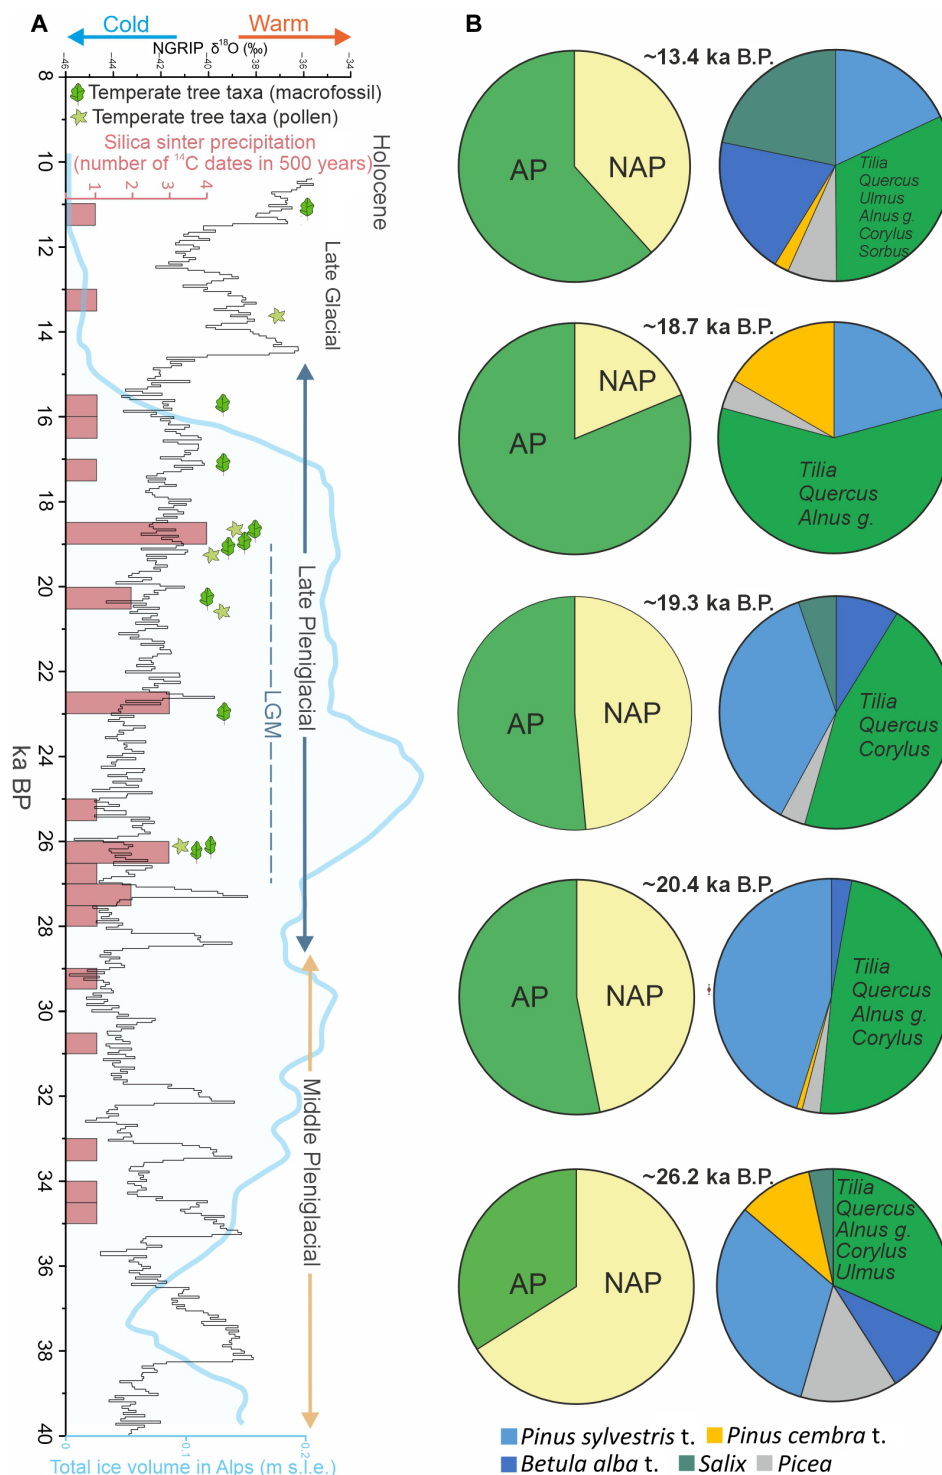 A
Cold
Warm
NGRIP δ¹⁸O (‰)
-46
-44
-42
-40
-38
-36
-34
Temperate tree taxa (macrofossil)
Temperate tree taxa (pollen)
Silica sinter precipitation
(number of ¹⁴C dates in 500 years)
1
2
3
4
8
10
12
14
16
18
20
22
24
26
28
30
32
34
36
38
40
ka BP
Holocene
Late Glacial
Late Pleniglacial
LGM
Middle Pleniglacial
0
0.1
0.2
Total ice volume in Alps (m s.l.e.)
B
~13.4 ka B.P.
AP
NAP
Tilia
Quercus
Ulmus
Alnus g.
Corylus
Sorbus
~18.7 ka B.P.
AP
NAP
Tilia
Quercus
Alnus g.
~19.3 ka B.P.
AP
NAP
Tilia
Quercus
Corylus
~20.4 ka B.P.
AP
NAP
Tilia
Quercus
Alnus g.
Corylus
~26.2 ka B.P.
AP
NAP
Tilia
Quercus
Alnus g.
Corylus
Ulmus
Pinus sylvestris t.
Pinus cembra t.
Betula alba t.
Salix
Picea